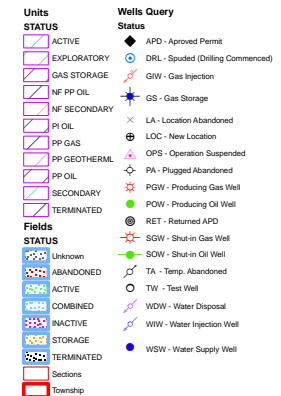 Units
STATUS
ACTIVE
EXPLORATORY
GAS STORAGE
NF PP OIL
NF SECONDARY
PI OIL
PP GAS
PP GEOTHERML
PP OIL
SECONDARY
TERMINATED
Fields
STATUS
Unknown
ABANDONED
ACTIVE
COMBINED
INACTIVE
STORAGE
TERMINATED
Sections
Township
Wells Query
Status
APD - Aproved Permit
DRL - Spuded (Drilling Commenced)
GIW - Gas Injection
GS - Gas Storage
LA - Location Abandoned
LOC - New Location
OPS - Operation Suspended
PA - Plugged Abandoned
PGW - Producing Gas Well
POW - Producing Oil Well
RET - Returned APD
SGW - Shut-in Gas Well
SOW - Shut-in Oil Well
TA - Temp. Abandoned
TW - Test Well
WDW - Water Disposal
WIW - Water Injection Well
WSW - Water Supply Well